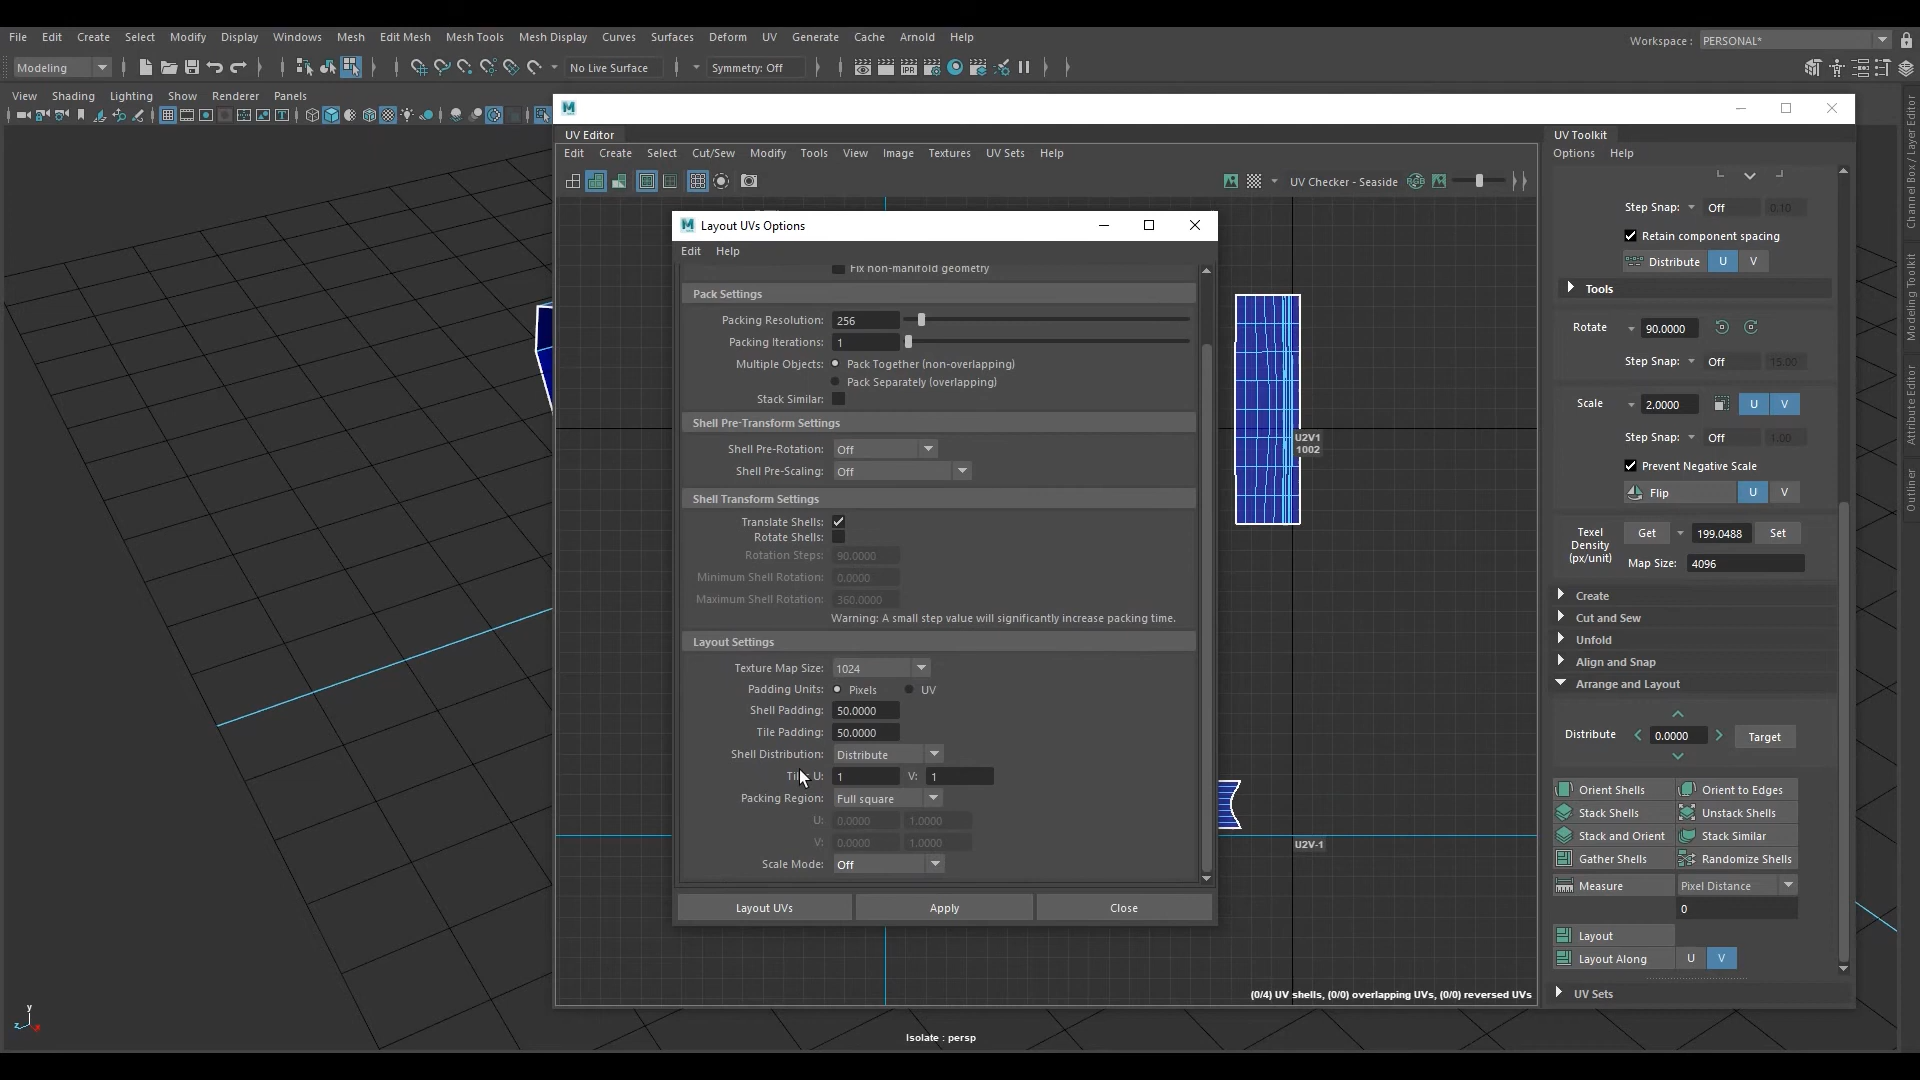 File Edit Create Select Modify Display Windows Mesh Edit Mesh Mesh Tools Mesh Display Curves Surfaces Deform UV Generate Cache Arnold Help
Workspace : PERSONAL*
Modeling No Live Surface Symmetry: Off
IPR
View Shading Lighting Show Renderer Panels
UV Editor
Edit Create Select Cut/Sew Modify Tools View Image Textures UV Sets Help
UV Checker - Seaside
Layout UVs Options
Edit Help
Fix non-manifold geometry
Pack Settings
Packing Resolution: 256
Packing Iterations: 1
Multiple Objects: Pack Together (non-overlapping)
Pack Separately (overlapping)
Stack Similar:
Shell Pre-Transform Settings
Shell Pre-Rotation: Off
Shell Pre-Scaling: Off
Shell Transform Settings
Translate Shells:
Rotate Shells:
Rotation Steps: 90.0000
Minimum Shell Rotation: 0.0000
Maximum Shell Rotation: 360.0000
Warning: A small step value will significantly increase packing time.
Layout Settings
Texture Map Size: 1024
Padding Units: Pixels UV
Shell Padding: 50.0000
Tile Padding: 50.0000
Shell Distribution: Distribute
U: 1 V: 1
Packing Region: Full square
U: 0.0000 1.0000
V: 0.0000 1.0000
Scale Mode: Off
Layout UVs Apply Close
U2V1
1002
U2V-1
(0/4) UV shells, (0/0) overlapping UVs, (0/0) reversed UVs
UV Toolkit
Options Help
Step Snap: Off 0.10
Retain component spacing
Distribute U V
Tools
Rotate 90.0000
Step Snap: Off 15.00
Scale 2.0000 U V
Step Snap: Off 1.00
Prevent Negative Scale
Flip U V
Texel
Density
(px/unit)
Get 199.0488 Set
Map Size: 4096
Create
Cut and Sew
Unfold
Align and Snap
Arrange and Layout
Distribute 0.0000 Target
Orient Shells Orient to Edges
Stack Shells Unstack Shells
Stack and Orient Stack Similar
Gather Shells Randomize Shells
Measure Pixel Distance
0
Layout
Layout Along U V
UV Sets
Channel Box / Layer Editor
Modeling Toolkit
Attribute Editor
Outliner
y
z x
Isolate : persp